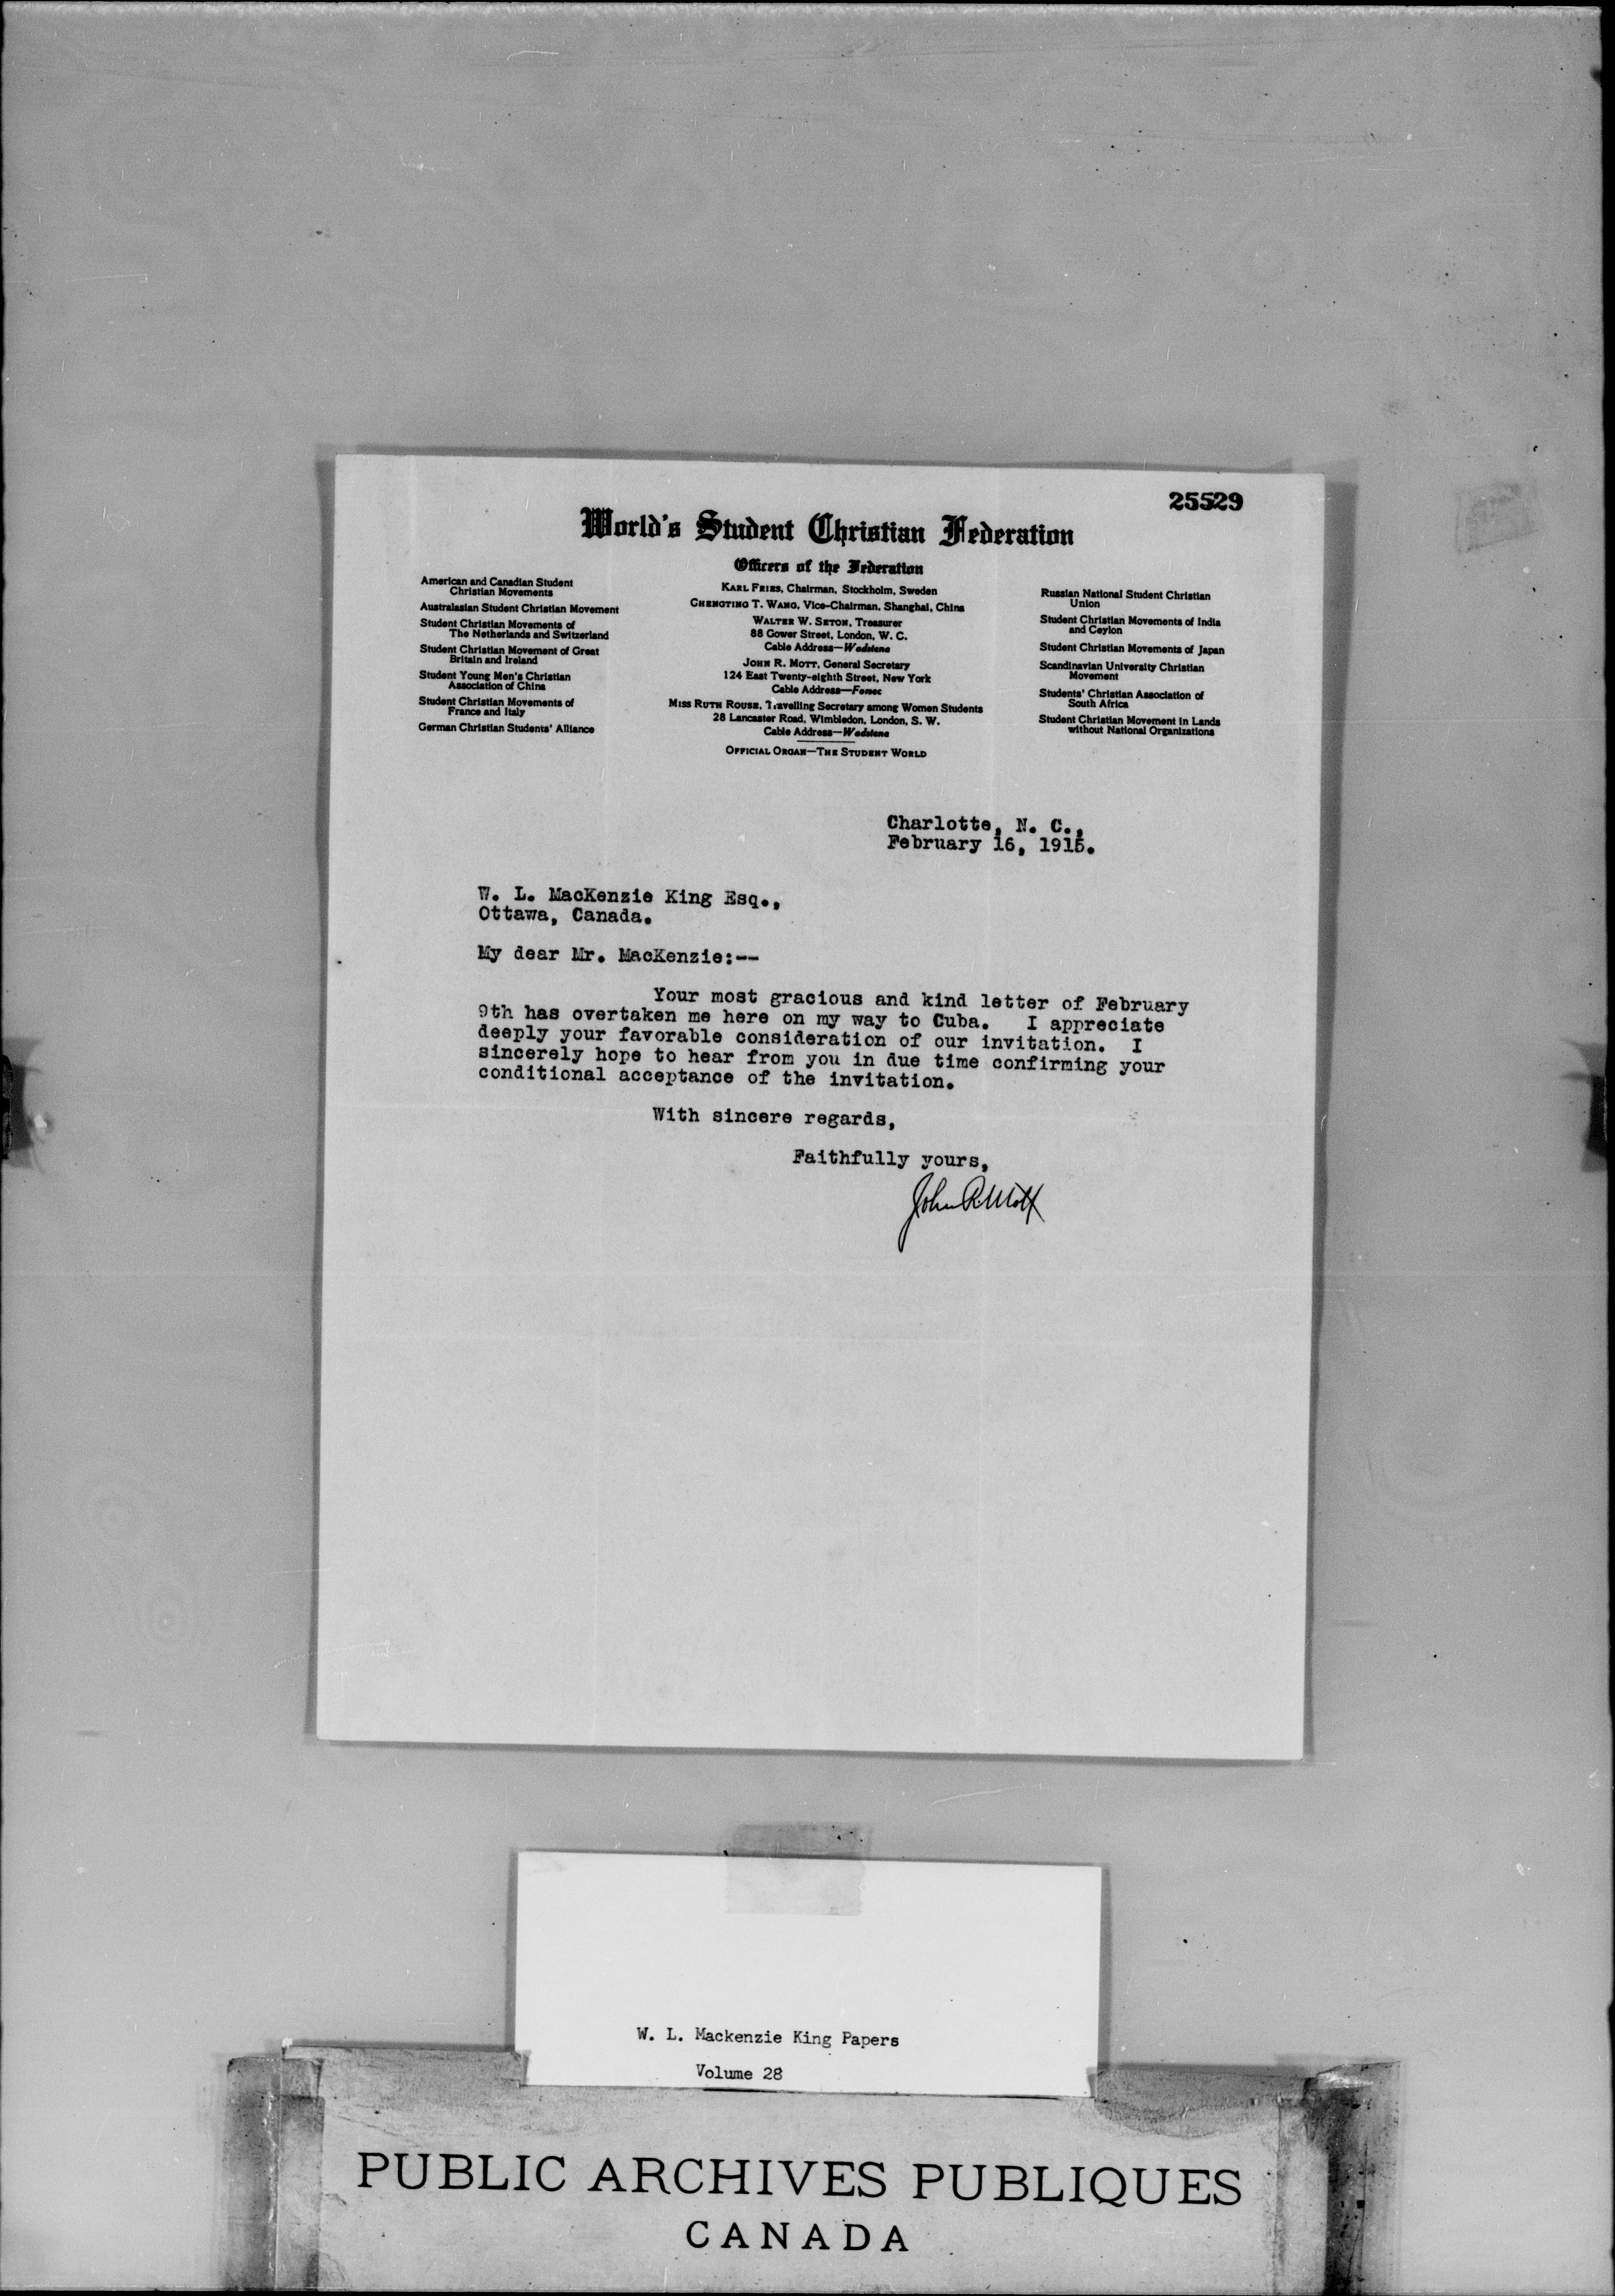 25529
World's Student Christian Federation
Officers of the Federation
American and Canadian Student
Christian Movements
Australasian Student Christian Movement
Student Christian Movements of
The Netherlands and Switzerland
Student Christian Movement of Great
Britain and Ireland
Student Young Men's Christian
Association of China
Student Christian Movements of
France and Italy
German Christian Students' Alliance
KARL FRIES, Chairman, Stockholm, Sweden
CHENGTING T. WANG, Vice-Chairman, Shanghai, China
WALTER W. SETON, Treasurer
88 Gower Street, London, W. C.
Cable Address—Wadstena
JOHN R. MOTT, General Secretary
124 East Twenty-eighth Street, New York
Cable Address—Fonsec
MISS RUTH ROUSE, Travelling Secretary among Women Students
28 Lancaster Road, Wimbledon, London, S. W.
Cable Address—Wadstena
OFFICIAL ORGAN—THE STUDENT WORLD
Russian National Student Christian
Union
Student Christian Movements of India
and Ceylon
Student Christian Movements of Japan
Scandinavian University Christian
Movement
Students' Christian Association of
South Africa
Student Christian Movement in Lands
without National Organizations
Charlotte, N. C.,
February 16, 1915.
W. L. MacKenzie King Esq.,
Ottawa, Canada.
My dear Mr. MacKenzie:--
Your most gracious and kind letter of February
9th has overtaken me here on my way to Cuba. I appreciate
deeply your favorable consideration of our invitation. I
sincerely hope to hear from you in due time confirming your
conditional acceptance of the invitation.
With sincere regards,
Faithfully yours,
John R. Mott
W. L. Mackenzie King Papers
Volume 28
PUBLIC ARCHIVES PUBLIQUES
CANADA